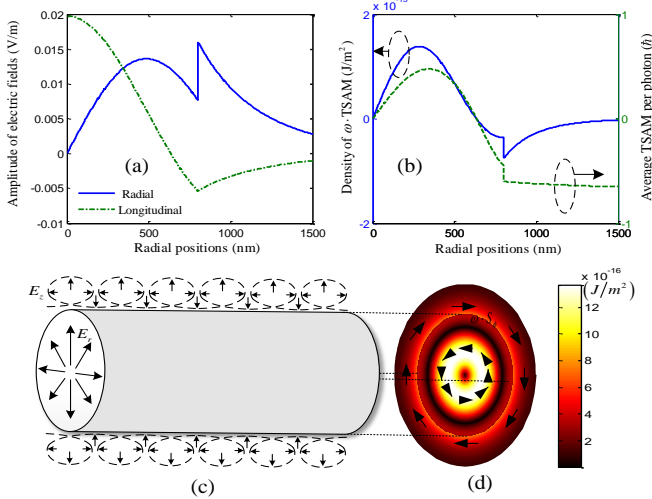 0.02
0.015
0.01
0.005
0
-0.005
-0.01
Amplitude of electric fields (V/m)
(a)
Radial
Longitudinal
0
500
1000
1500
Radial positions (nm)
2
0
-2
Density of ω·TSAM (J/m²)
(b)
1
0
-1
Average TSAM per photon (ħ)
0
500
1000
1500
Radial positions (nm)
E_z
E_r
(c)
(d)
× 10⁻¹⁶
(J/m²)
12
10
8
6
4
2